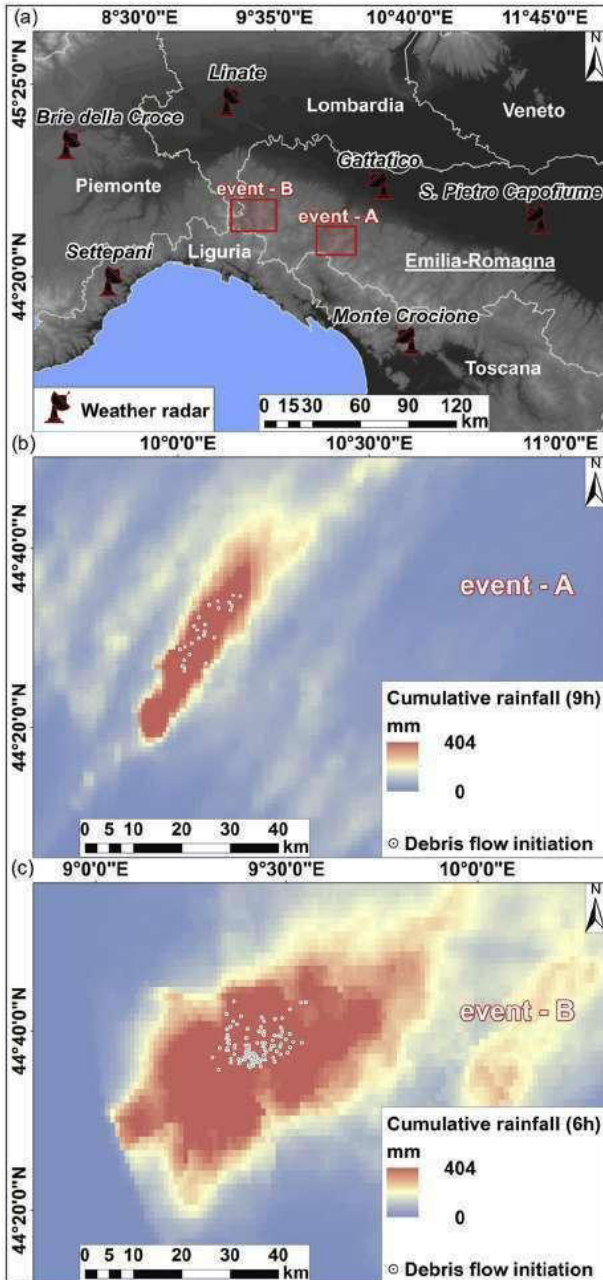 (a)
8°30'0"E 9°35'0"E 10°40'0"E 11°45'0"E
N
45°25'0"N
44°20'0"N
Linate
Lombardia
Veneto
Brie della Croce
Gattatico
Piemonte
event - B
S. Pietro Capofiume
event - A
Settepani
Liguria
Emilia-Romagna
Monte Crocione
Toscana
Weather radar
0 15 30 60 90 120
km
(b)
10°0'0"E 10°30'0"E 11°0'0"E
N
44°40'0"N
44°20'0"N
event - A
Cumulative rainfall (9h)
mm
404
0
Debris flow initiation
0 5 10 20 30 40
km
(c)
9°0'0"E 9°30'0"E 10°0'0"E
N
44°40'0"N
44°20'0"N
event - B
Cumulative rainfall (6h)
mm
404
0
Debris flow initiation
0 5 10 20 30 40
km